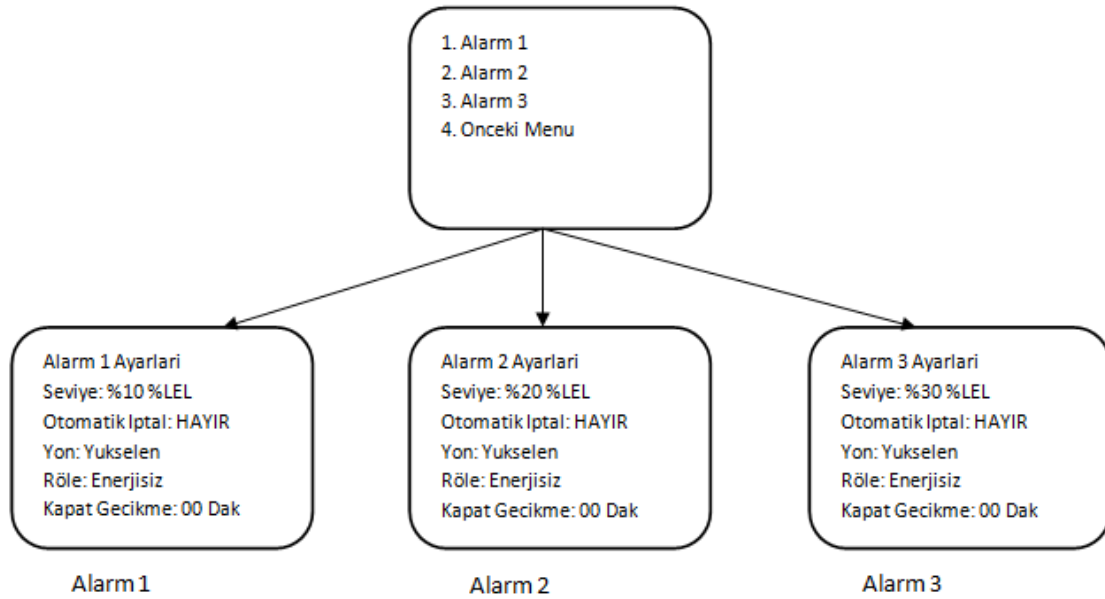 1. Alarm 1
2. Alarm 2
3. Alarm 3
4. Onceki Menu
Alarm 1 Ayarlari
Seviye: %10 %LEL
Otomatik Iptal: HAYIR
Yon: Yukselen
Röle: Enerjisiz
Kapat Gecikme: 00 Dak
Alarm 1
Alarm 2 Ayarlari
Seviye: %20 %LEL
Otomatik Iptal: HAYIR
Yon: Yukselen
Röle: Enerjisiz
Kapat Gecikme: 00 Dak
Alarm 2
Alarm 3 Ayarlari
Seviye: %30 %LEL
Otomatik Iptal: HAYIR
Yon: Yukselen
Röle: Enerjisiz
Kapat Gecikme: 00 Dak
Alarm 3